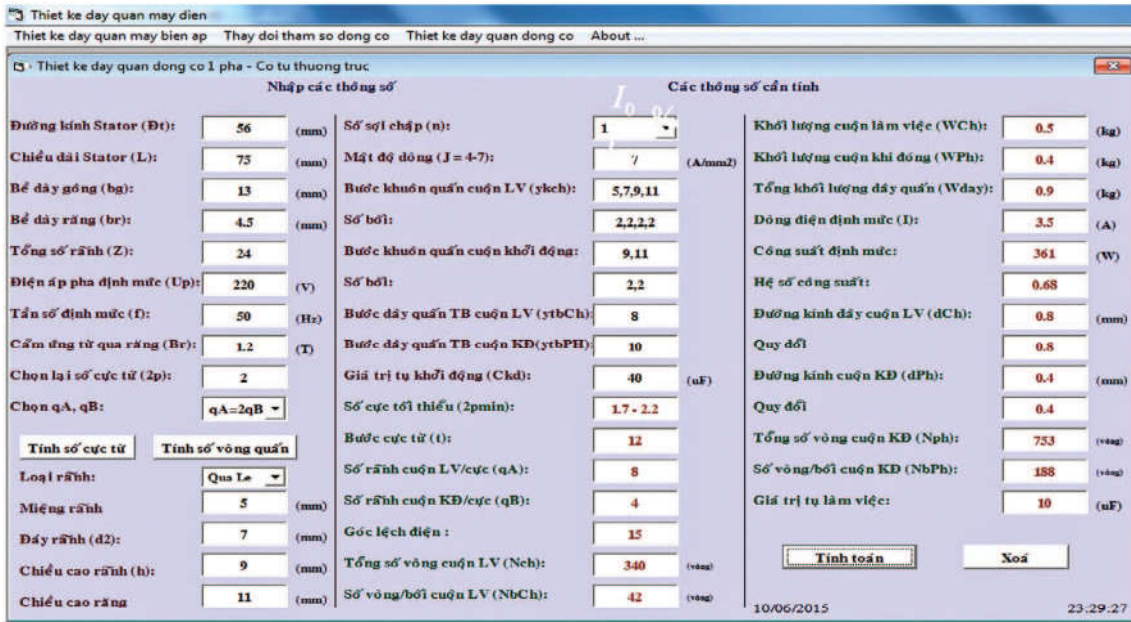 Thiet ke day quan may dien
Thiet ke day quan may bien ap Thay doi tham so dong co Thiet ke day quan dong co About ...
Thiet ke day quan dong co 1 pha - Co tu thuong truc
Nhập các thông số
Đường kính Stator (Đt): 56 (mm)
Chiều dài Stator (L): 75 (mm)
Bề dày gông (bg): 13 (mm)
Bề dày răng (br): 4.5 (mm)
Tổng số rãnh (Z): 24
Điện áp pha định mức (Up): 220 (V)
Tần số định mức (f): 50 (Hz)
Cảm ứng từ qua răng (Br): 1.2 (T)
Chọn lại số cực từ (2p): 2
Chọn qA, qB: qA=2qB
Tính số cực từ Tính số vòng quấn
Loại rãnh: Qua Le
Miệng rãnh 5 (mm)
Đáy rãnh (d2): 7 (mm)
Chiều cao rãnh (h): 9 (mm)
Chiều cao răng 11 (mm)
I0 %
Số sợi chập (n): 1
Mật độ dòng (J = 4-7): 7 (A/mm2)
Bước khuôn quấn cuộn LV (ykch): 5,7,9,11
Số bối: 2,2,2,2
Bước khuôn quấn cuộn khởi động: 9,11
Số bối: 2,2
Bước dây quấn TB cuộn LV (ytbCh): 8
Bước dây quấn TB cuộn KĐ(ytbPH): 10
Giá trị tụ khởi động (Ckd): 40 (uF)
Số cực tối thiểu (2pmin): 1.7 - 2.2
Bước cực từ (t): 12
Số rãnh cuộn LV/cực (qA): 8
Số rãnh cuộn KĐ/cực (qB): 4
Góc lệch điện : 15
Tổng số vòng cuộn LV (Nch): 340 (vòng)
Số vòng/bối cuộn LV (NbCh): 42 (vòng)
Các thông số cần tính
Khối lượng cuộn làm việc (WCh): 0.5 (kg)
Khối lượng cuộn khi đóng (WPh): 0.4 (kg)
Tổng khối lượng dây quấn (Wday): 0.9 (kg)
Dòng điện định mức (I): 3.5 (A)
Công suất định mức: 361 (W)
Hệ số công suất: 0.68
Đường kính dây cuộn LV (dCh): 0.8 (mm)
Quy đổi 0.8
Đường kính cuộn KĐ (dPh): 0.4 (mm)
Quy đổi 0.4
Tổng số vòng cuộn KĐ (Nph): 753 (vòng)
Số vòng/bối cuộn KĐ (NbPh): 188 (vòng)
Giá trị tụ làm việc: 10 (uF)
Tính toán Xoá
10/06/2015 23:29:27